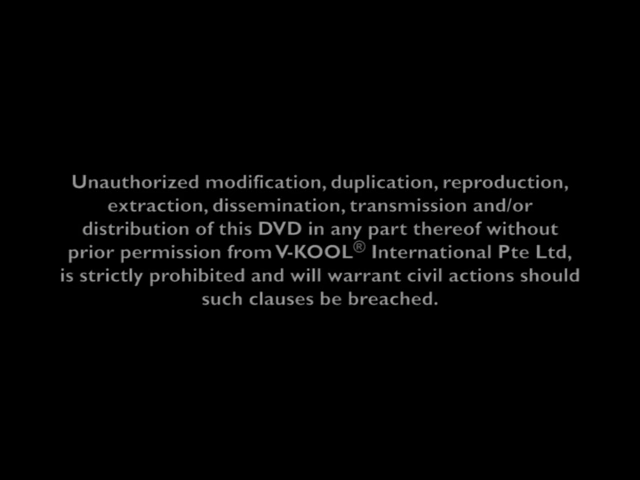 Unauthorized modification, duplication, reproduction,
extraction, dissemination, transmission and/or
distribution of this DVD in any part thereof without
prior permission from V-KOOL® International Pte Ltd,
is strictly prohibited and will warrant civil actions should
such clauses be breached.